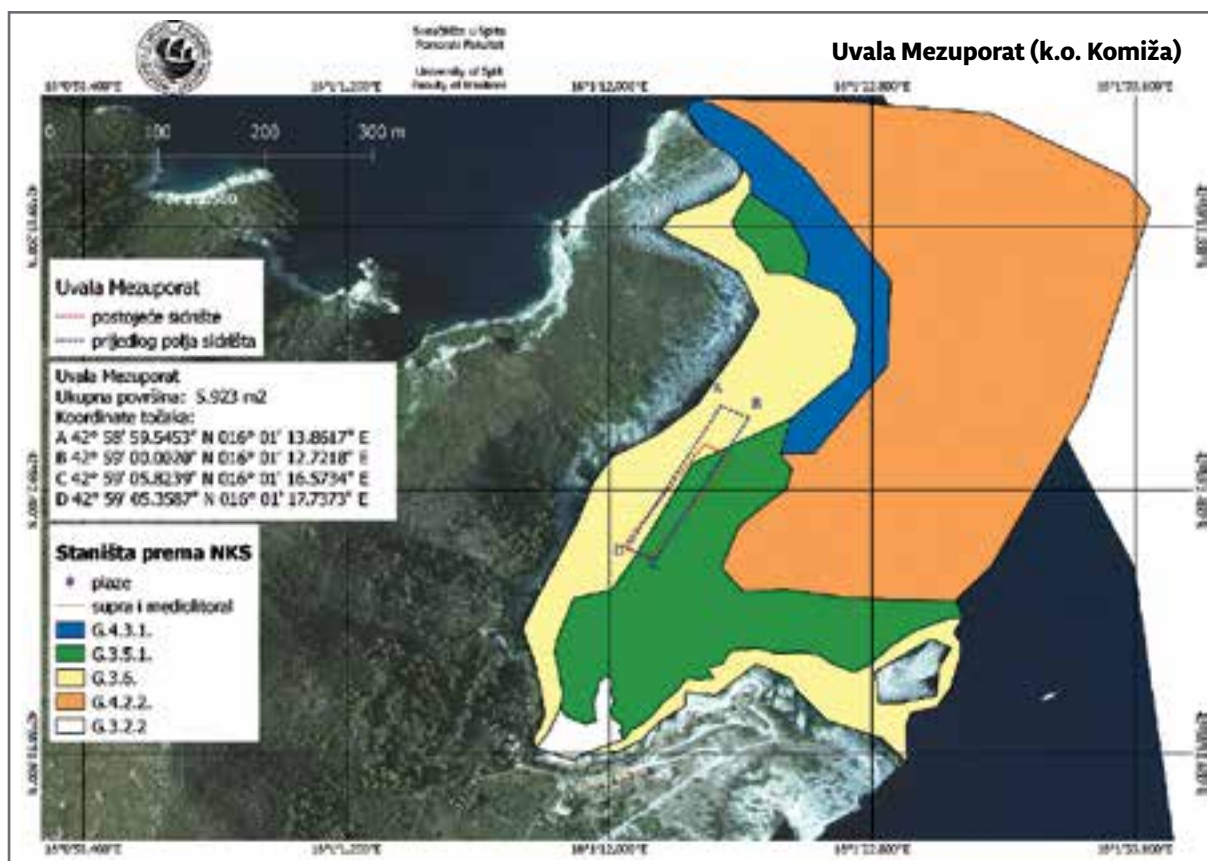 Sveučilište u Splitu
Pomorski Fakultet
University of Split
Uvala Mezuporat (k.o. Komiža)
0 100 200 300 m
Uvala Mezuporat
postojeće sidrište
prijedlog polja sidrišta
Uvala Mezuporat
Ukupna površina: 5.923 m2
Koordinate točaka:
A 42° 58' 59.5453" N 016° 01' 13.8617" E
B 42° 59' 00.0020" N 016° 01' 12.7218" E
C 42° 59' 05.8239" N 016° 01' 16.5734" E
D 42° 59' 05.3587" N 016° 01' 17.7373" E
A
B
D
Staništa prema NKS
plaze
supra i mediolitoral
G.4.3.1.
G.3.5.1.
G.3.6.
G.4.2.2.
G.3.2.2